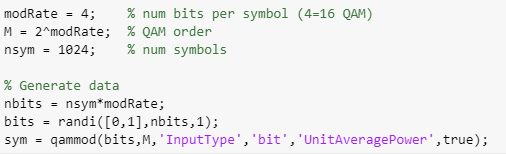 modRate = 4;    % num bits per symbol (4=16 QAM)
M = 2^modRate;  % QAM order
nsym = 1024;    % num symbols
% Generate data
nbits = nsym*modRate;
bits = randi([0,1],nbits,1);
sym = qammod(bits,M,'InputType','bit','UnitAveragePower',true);